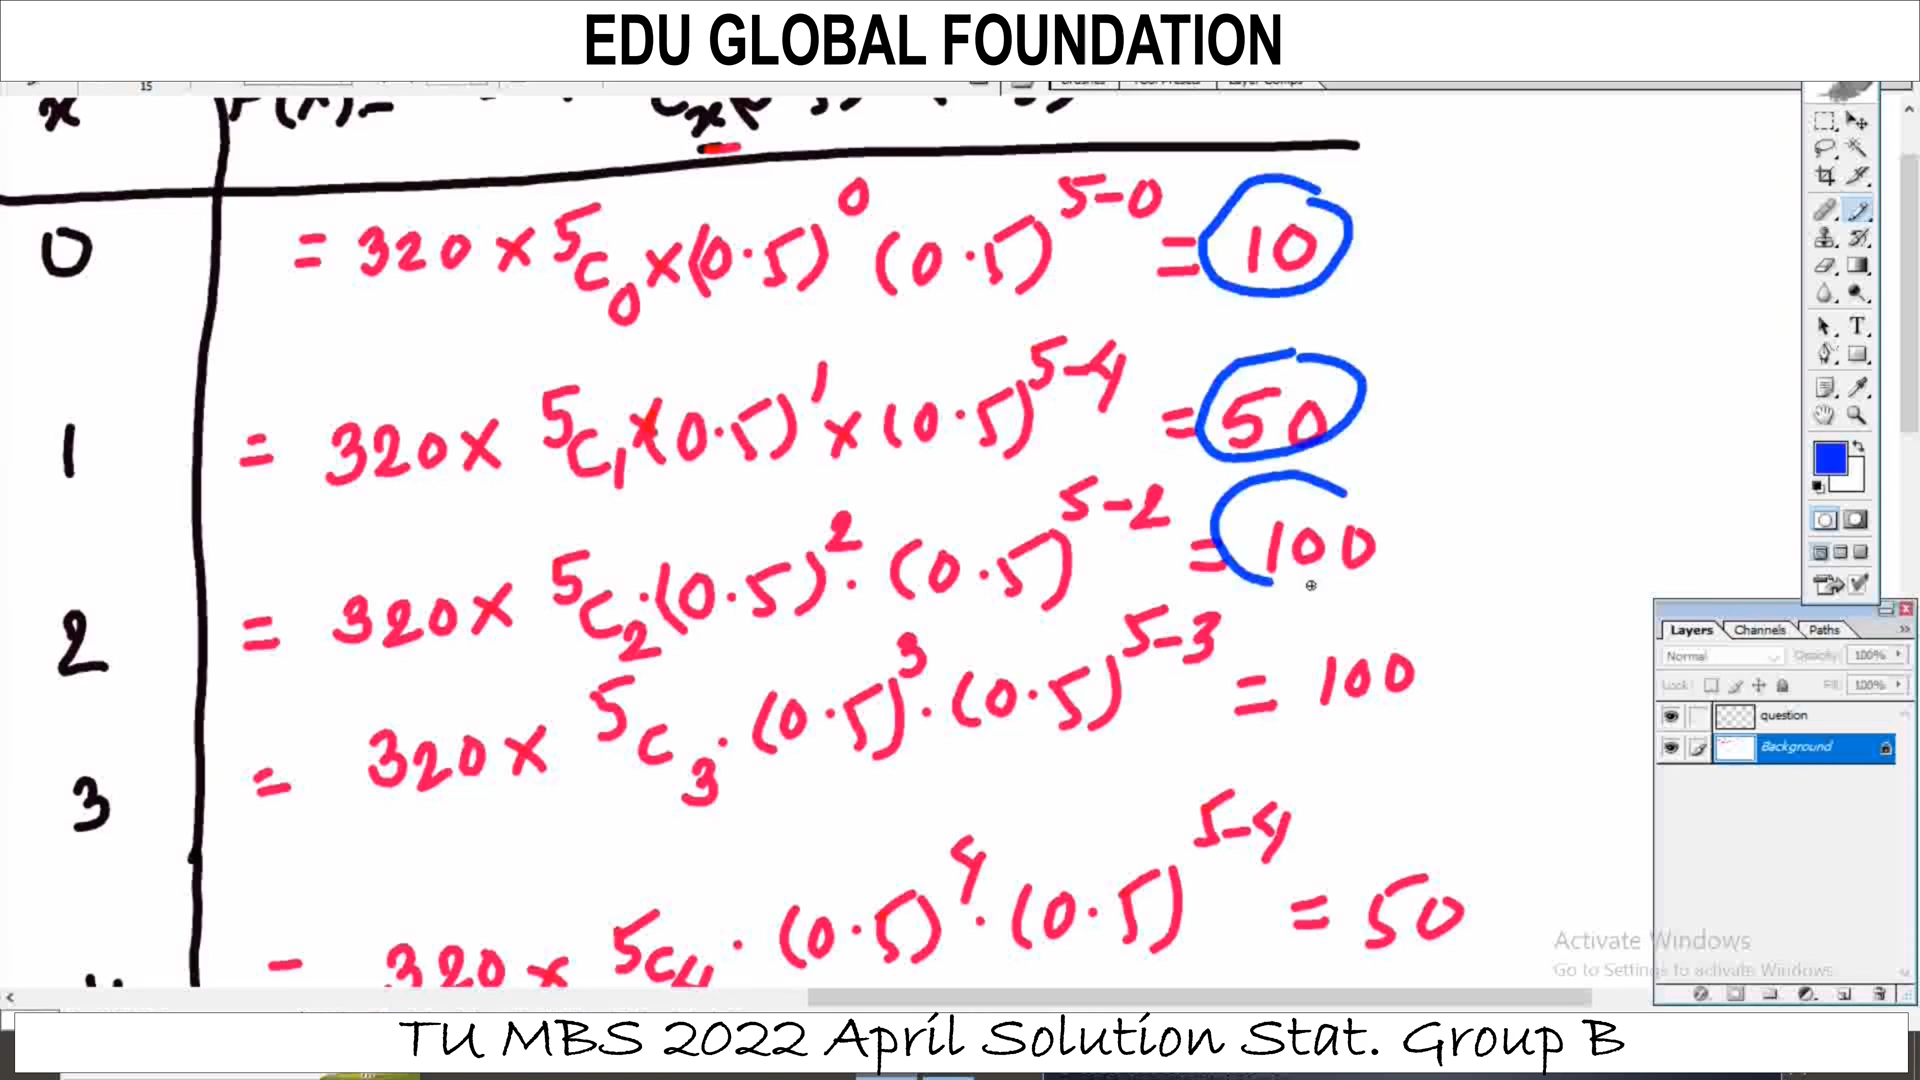 EDU GLOBAL FOUNDATION
15
x
0 = 320 × ⁵C₀ × (0.5)⁰ (0.5)⁵⁻⁰ = 10
1 = 320 × ⁵C₁ × (0.5)¹ × (0.5)⁵⁻⁴ = 50
2 = 320 × ⁵C₂ · (0.5)² · (0.5)⁵⁻² = 100
3 = 320 × ⁵C₃ · (0.5)³ · (0.5)⁵⁻³ = 100
= 320 × 5C₄ · (0.5)⁴ · (0.5)⁵⁻⁴ = 50
Layers Channels Paths
Normal Opacity: 100%
Lock: Fill: 100%
question
Background
Activate Windows
Go to Settings to activate Windows.
TU MBS 2022 April Solution Stat. Group B